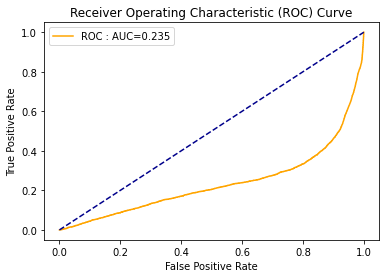 Receiver Operating Characteristic (ROC) Curve
ROC : AUC=0.235
True Positive Rate
1.0
0.8
0.6
0.4
0.2
0.0
0.0 0.2 0.4 0.6 0.8 1.0
False Positive Rate